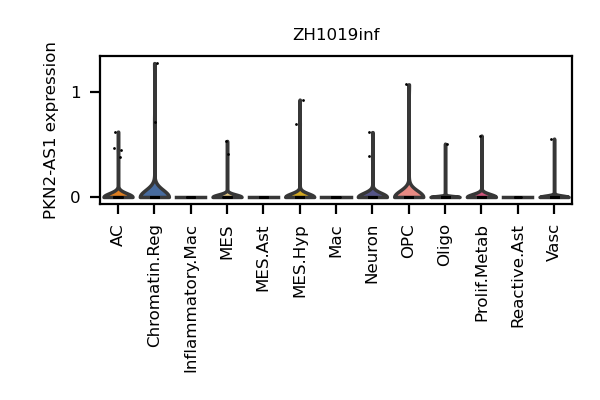 ZH1019inf
PKN2-AS1 expression
1
0
AC
Chromatin.Reg
Inflammatory.Mac
MES
MES.Ast
MES.Hyp
Mac
Neuron
OPC
Oligo
Prolif.Metab
Reactive.Ast
Vasc